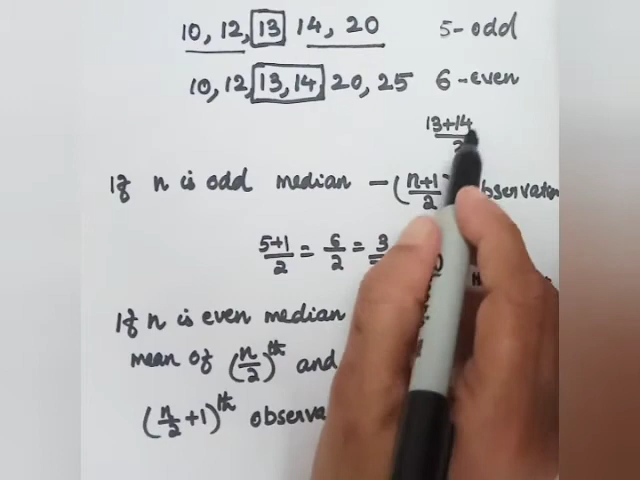 10, 12, 13 14, 20 5-odd
10, 12, 13, 14, 20, 25 6-even
13+14
If n is odd median - (n+1/2 observation
5+1/2 = 6/2 = 3
If n is even median
mean of (n/2)th and
(n/2 +1)th observa